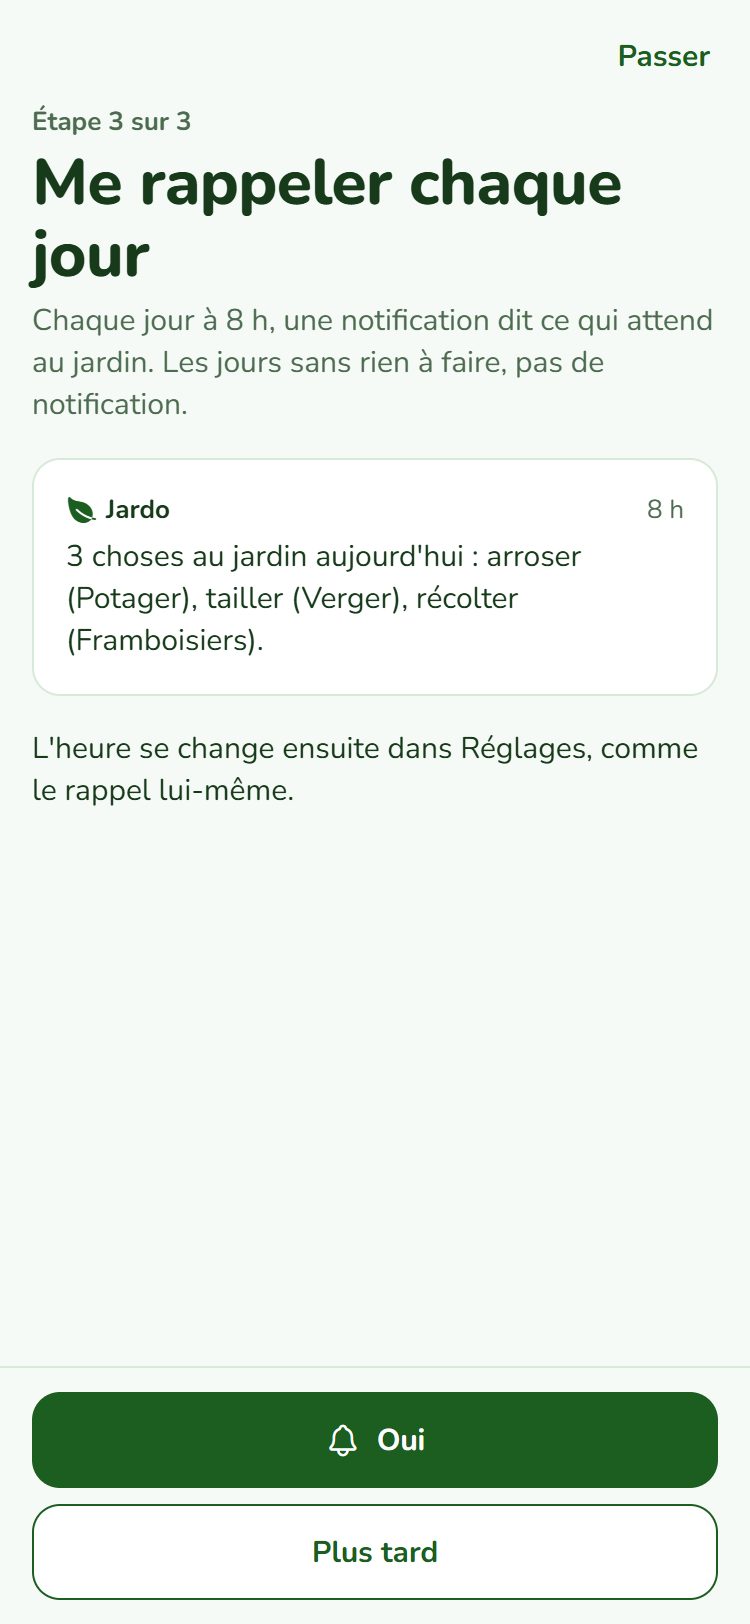 Passer
Étape 3 sur 3
Me rappeler chaque
jour
Chaque jour à 8 h, une notification dit ce qui attend
au jardin. Les jours sans rien à faire, pas de
notification.
Jardo 8 h
3 choses au jardin aujourd'hui : arroser
(Potager), tailler (Verger), récolter
(Framboisiers).
L'heure se change ensuite dans Réglages, comme
le rappel lui-même.
Oui
Plus tard